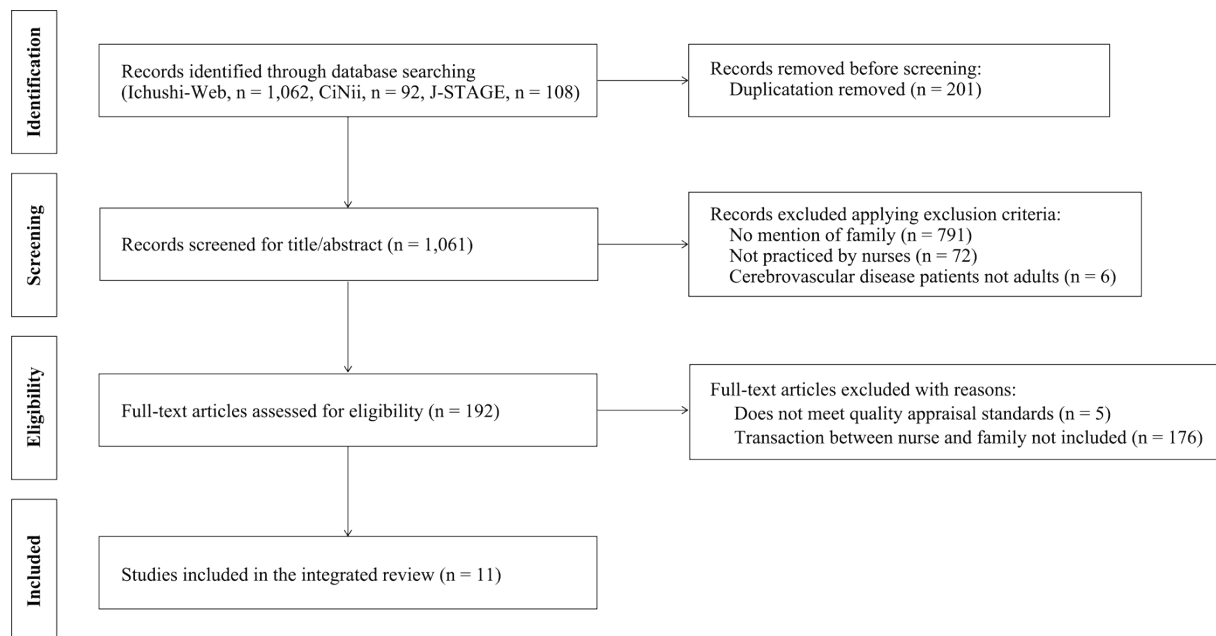 Identification
Records identified through database searching
(Ichushi-Web, n = 1,062, CiNii, n = 92, J-STAGE, n = 108)
Records removed before screening:
Duplicatation removed (n = 201)
Screening
Records screened for title/abstract (n = 1,061)
Records excluded applying exclusion criteria:
No mention of family (n = 791)
Not practiced by nurses (n = 72)
Cerebrovascular disease patients not adults (n = 6)
Eligibility
Full-text articles assessed for eligibility (n = 192)
Full-text articles excluded with reasons:
Does not meet quality appraisal standards (n = 5)
Transaction between nurse and family not included (n = 176)
Included
Studies included in the integrated review (n = 11)